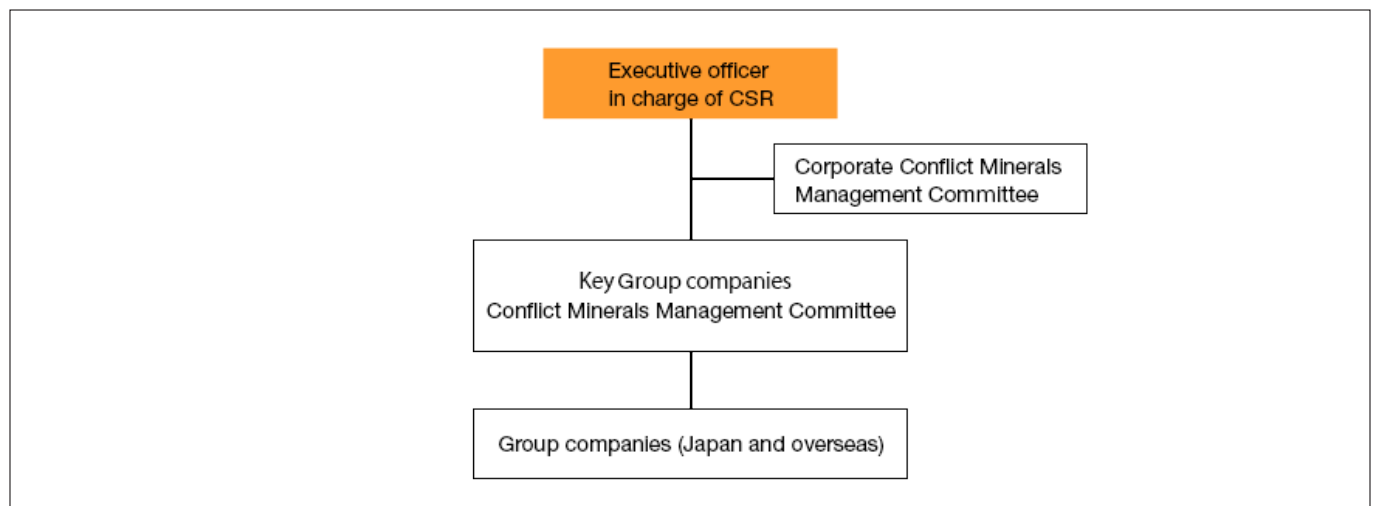 Executive officer
in charge of CSR
Corporate Conflict Minerals
Management Committee
Key Group companies
Conflict Minerals Management Committee
Group companies (Japan and overseas)